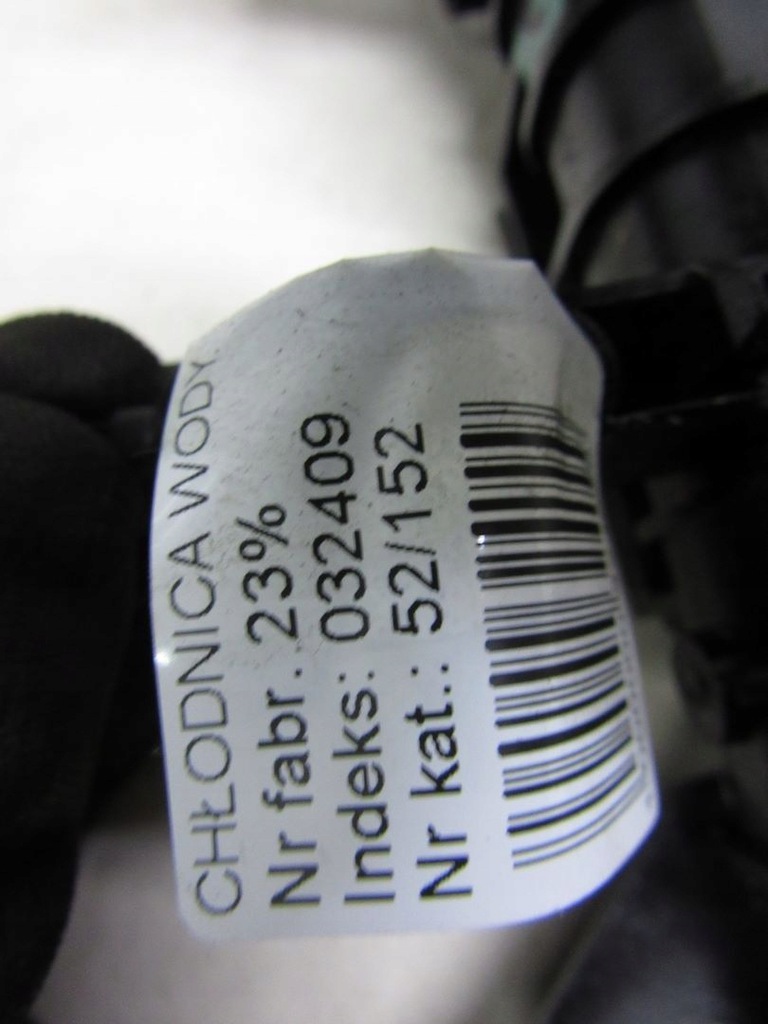 CHŁODNICA WODY
Nr fabr. 23%
Indeks: 032409
Nr kat.: 52/152